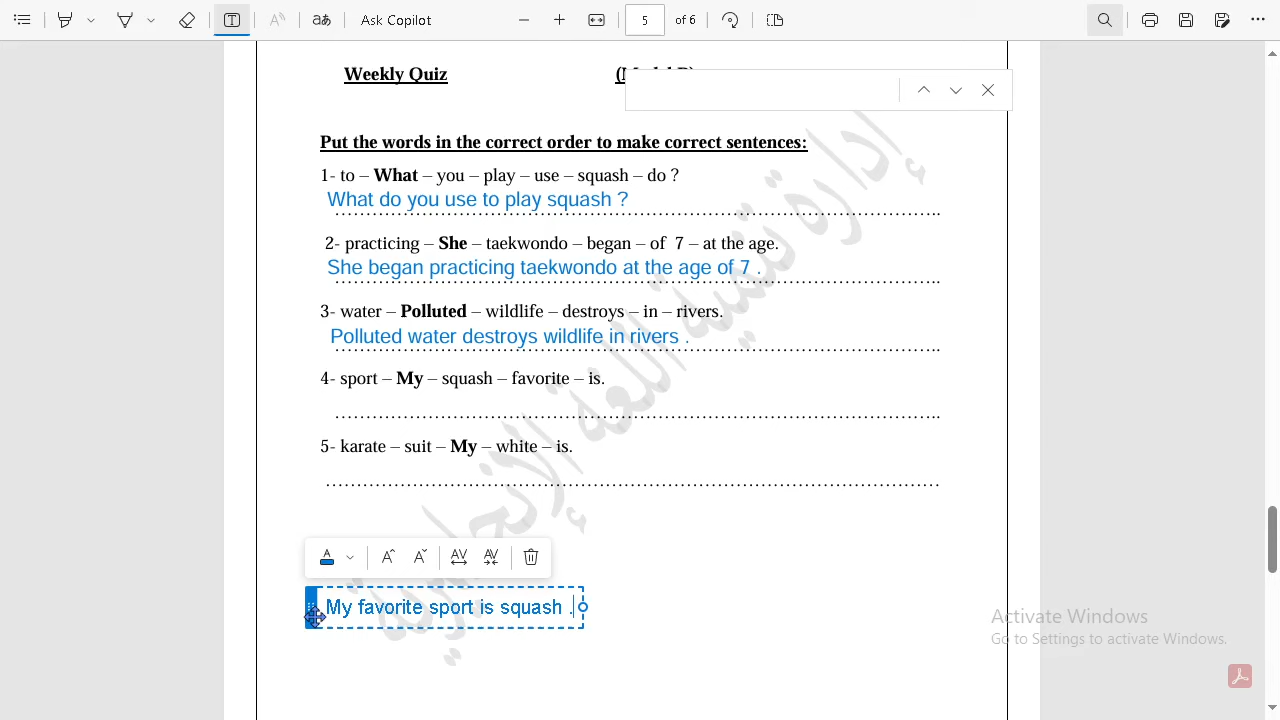 Ask Copilot
5 of 6
Weekly Quiz
Put the words in the correct order to make correct sentences:
1- to – What – you – play – use – squash – do ?
What do you use to play squash ?
2- practicing – She – taekwondo – began – of 7 – at the age.
She began practicing taekwondo at the age of 7 .
3- water – Polluted – wildlife – destroys – in – rivers.
Polluted water destroys wildlife in rivers .
4- sport – My – squash – favorite – is.
5- karate – suit – My – white – is.
My favorite sport is squash .
إدارة تنمية اللغة الإنجليزية
Activate Windows
Go to Settings to activate Windows.